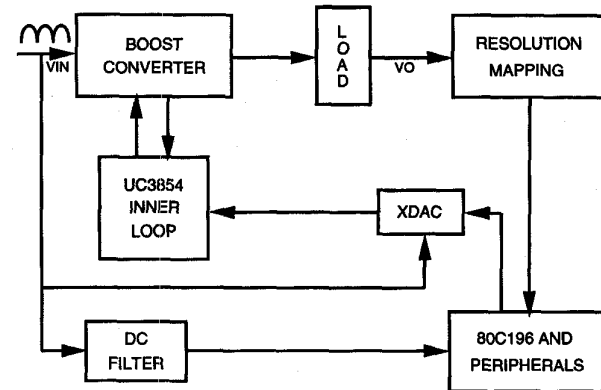 BOOST
CONVERTER
L
O
A
D
RESOLUTION
MAPPING
VIN
VO
UC3854
INNER
LOOP
XDAC
DC
FILTER
80C196 AND
PERIPHERALS